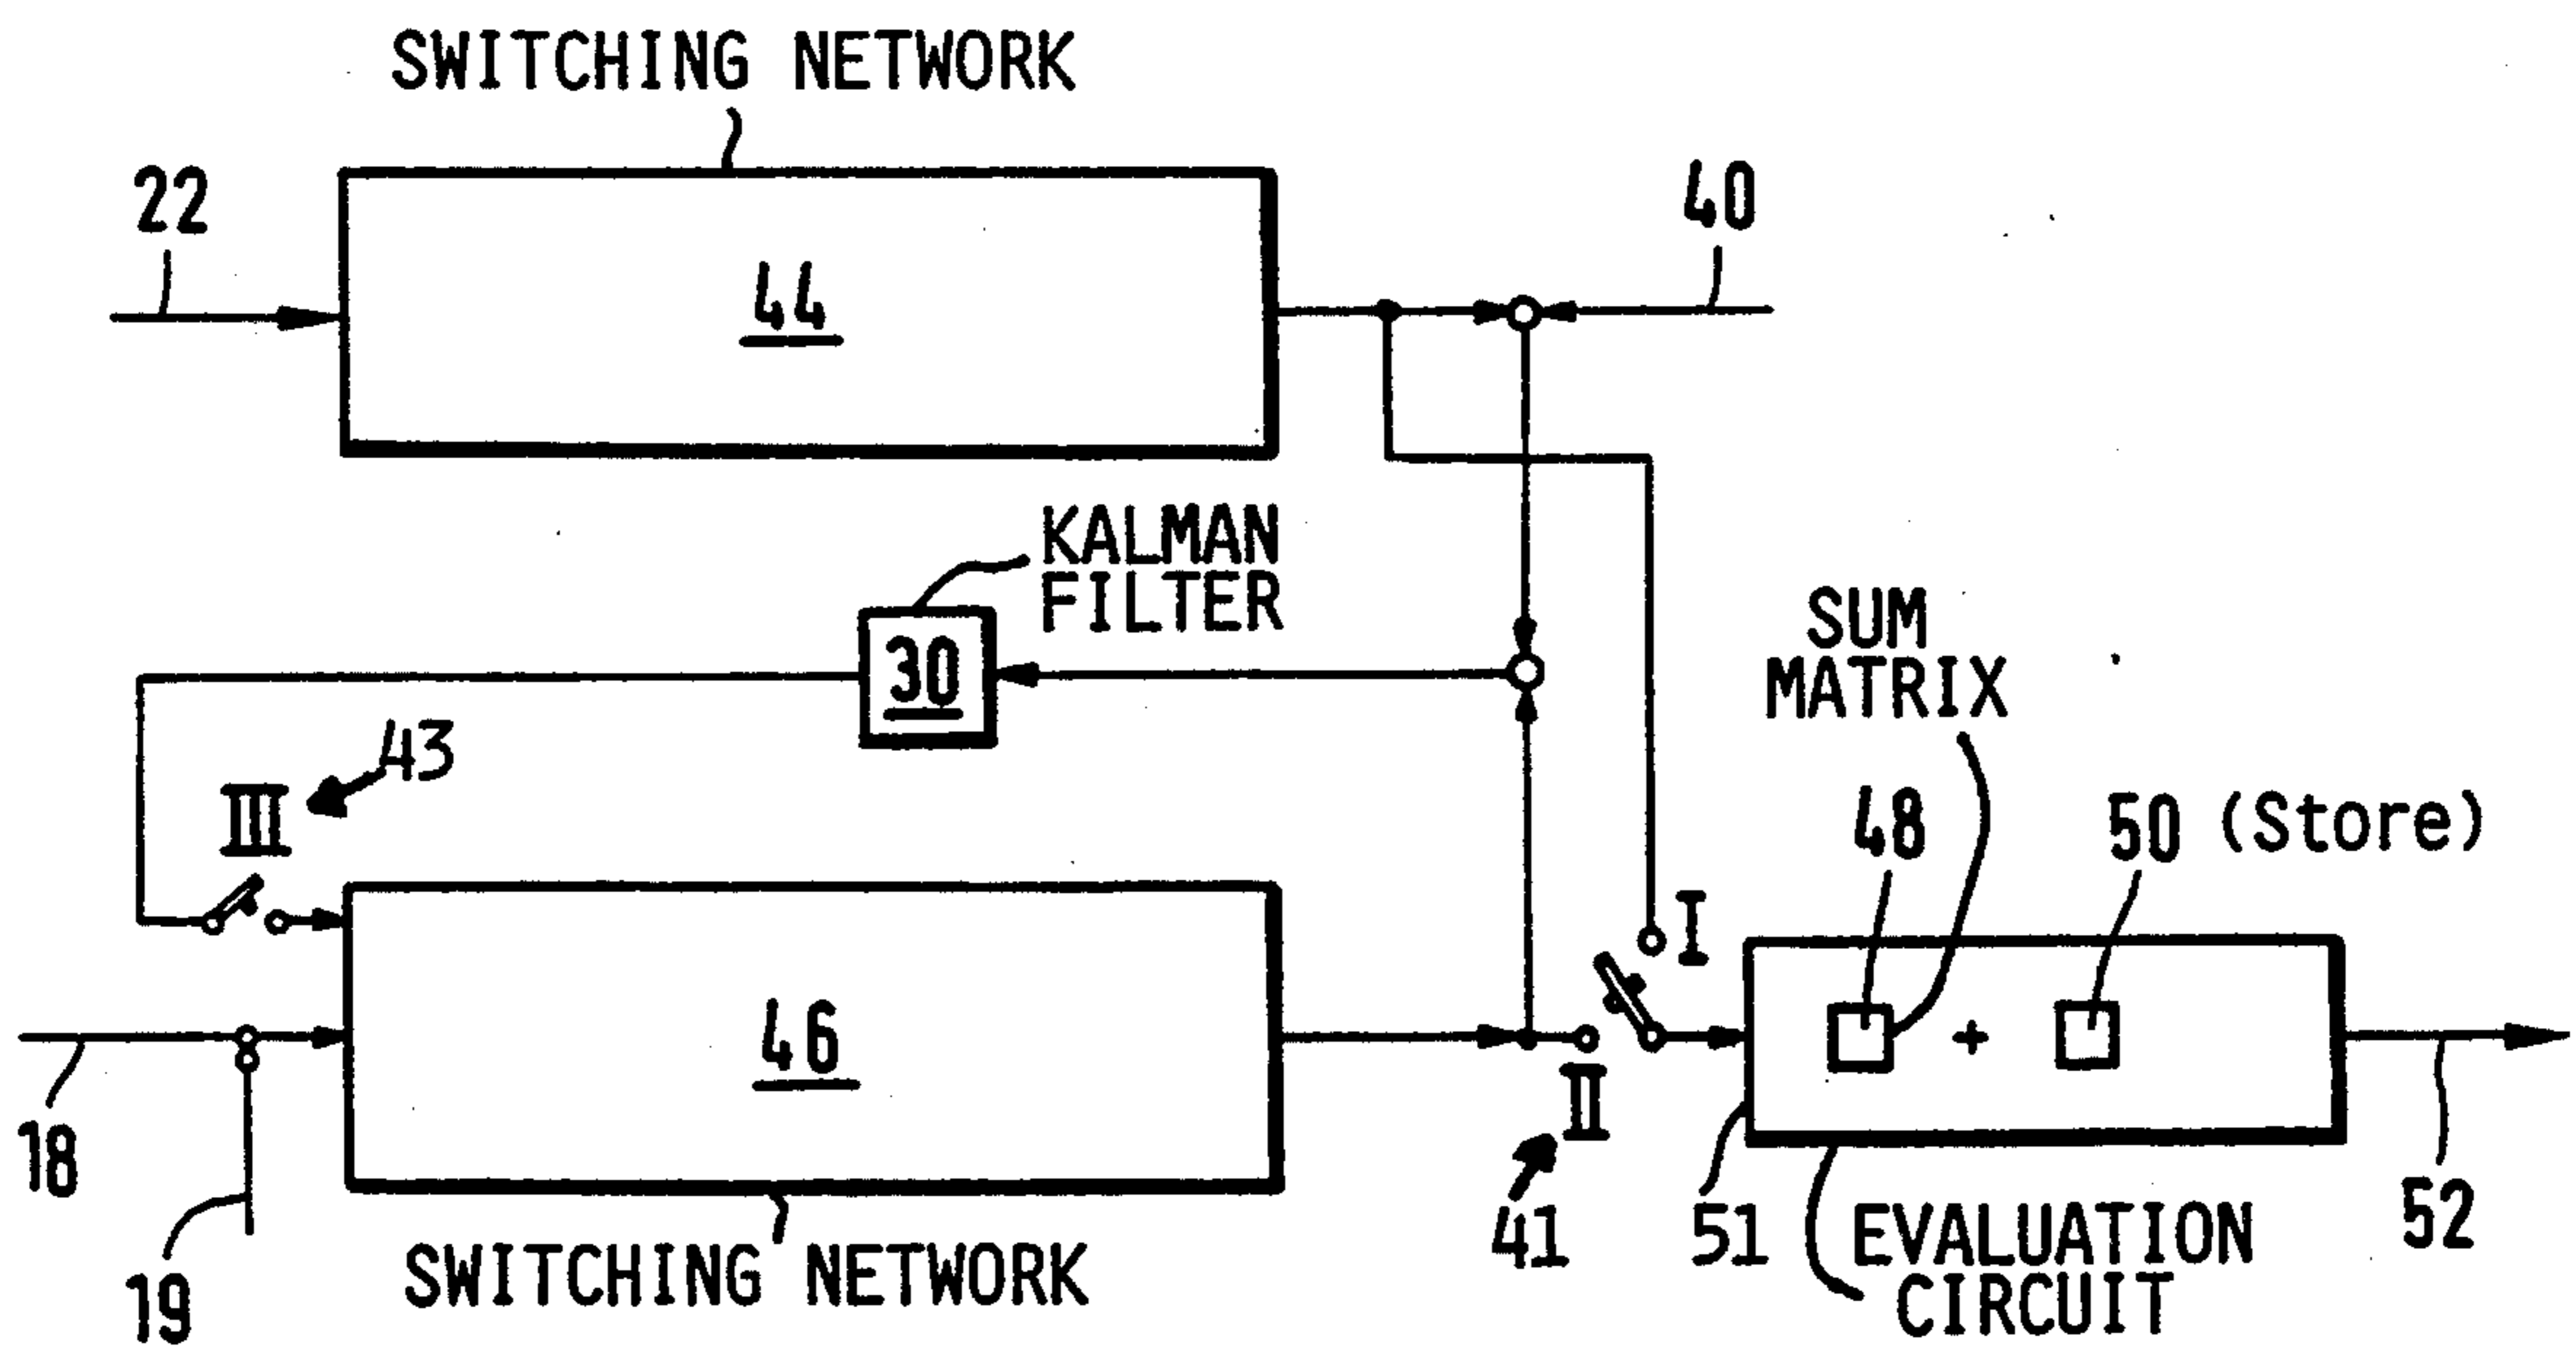 SWITCHING NETWORK
22
44
40
KALMAN
FILTER
30
SUM
MATRIX
43
III
48
50 (Store)
I
46
+
II
18
19
41
51
EVALUATION
CIRCUIT
52
SWITCHING NETWORK